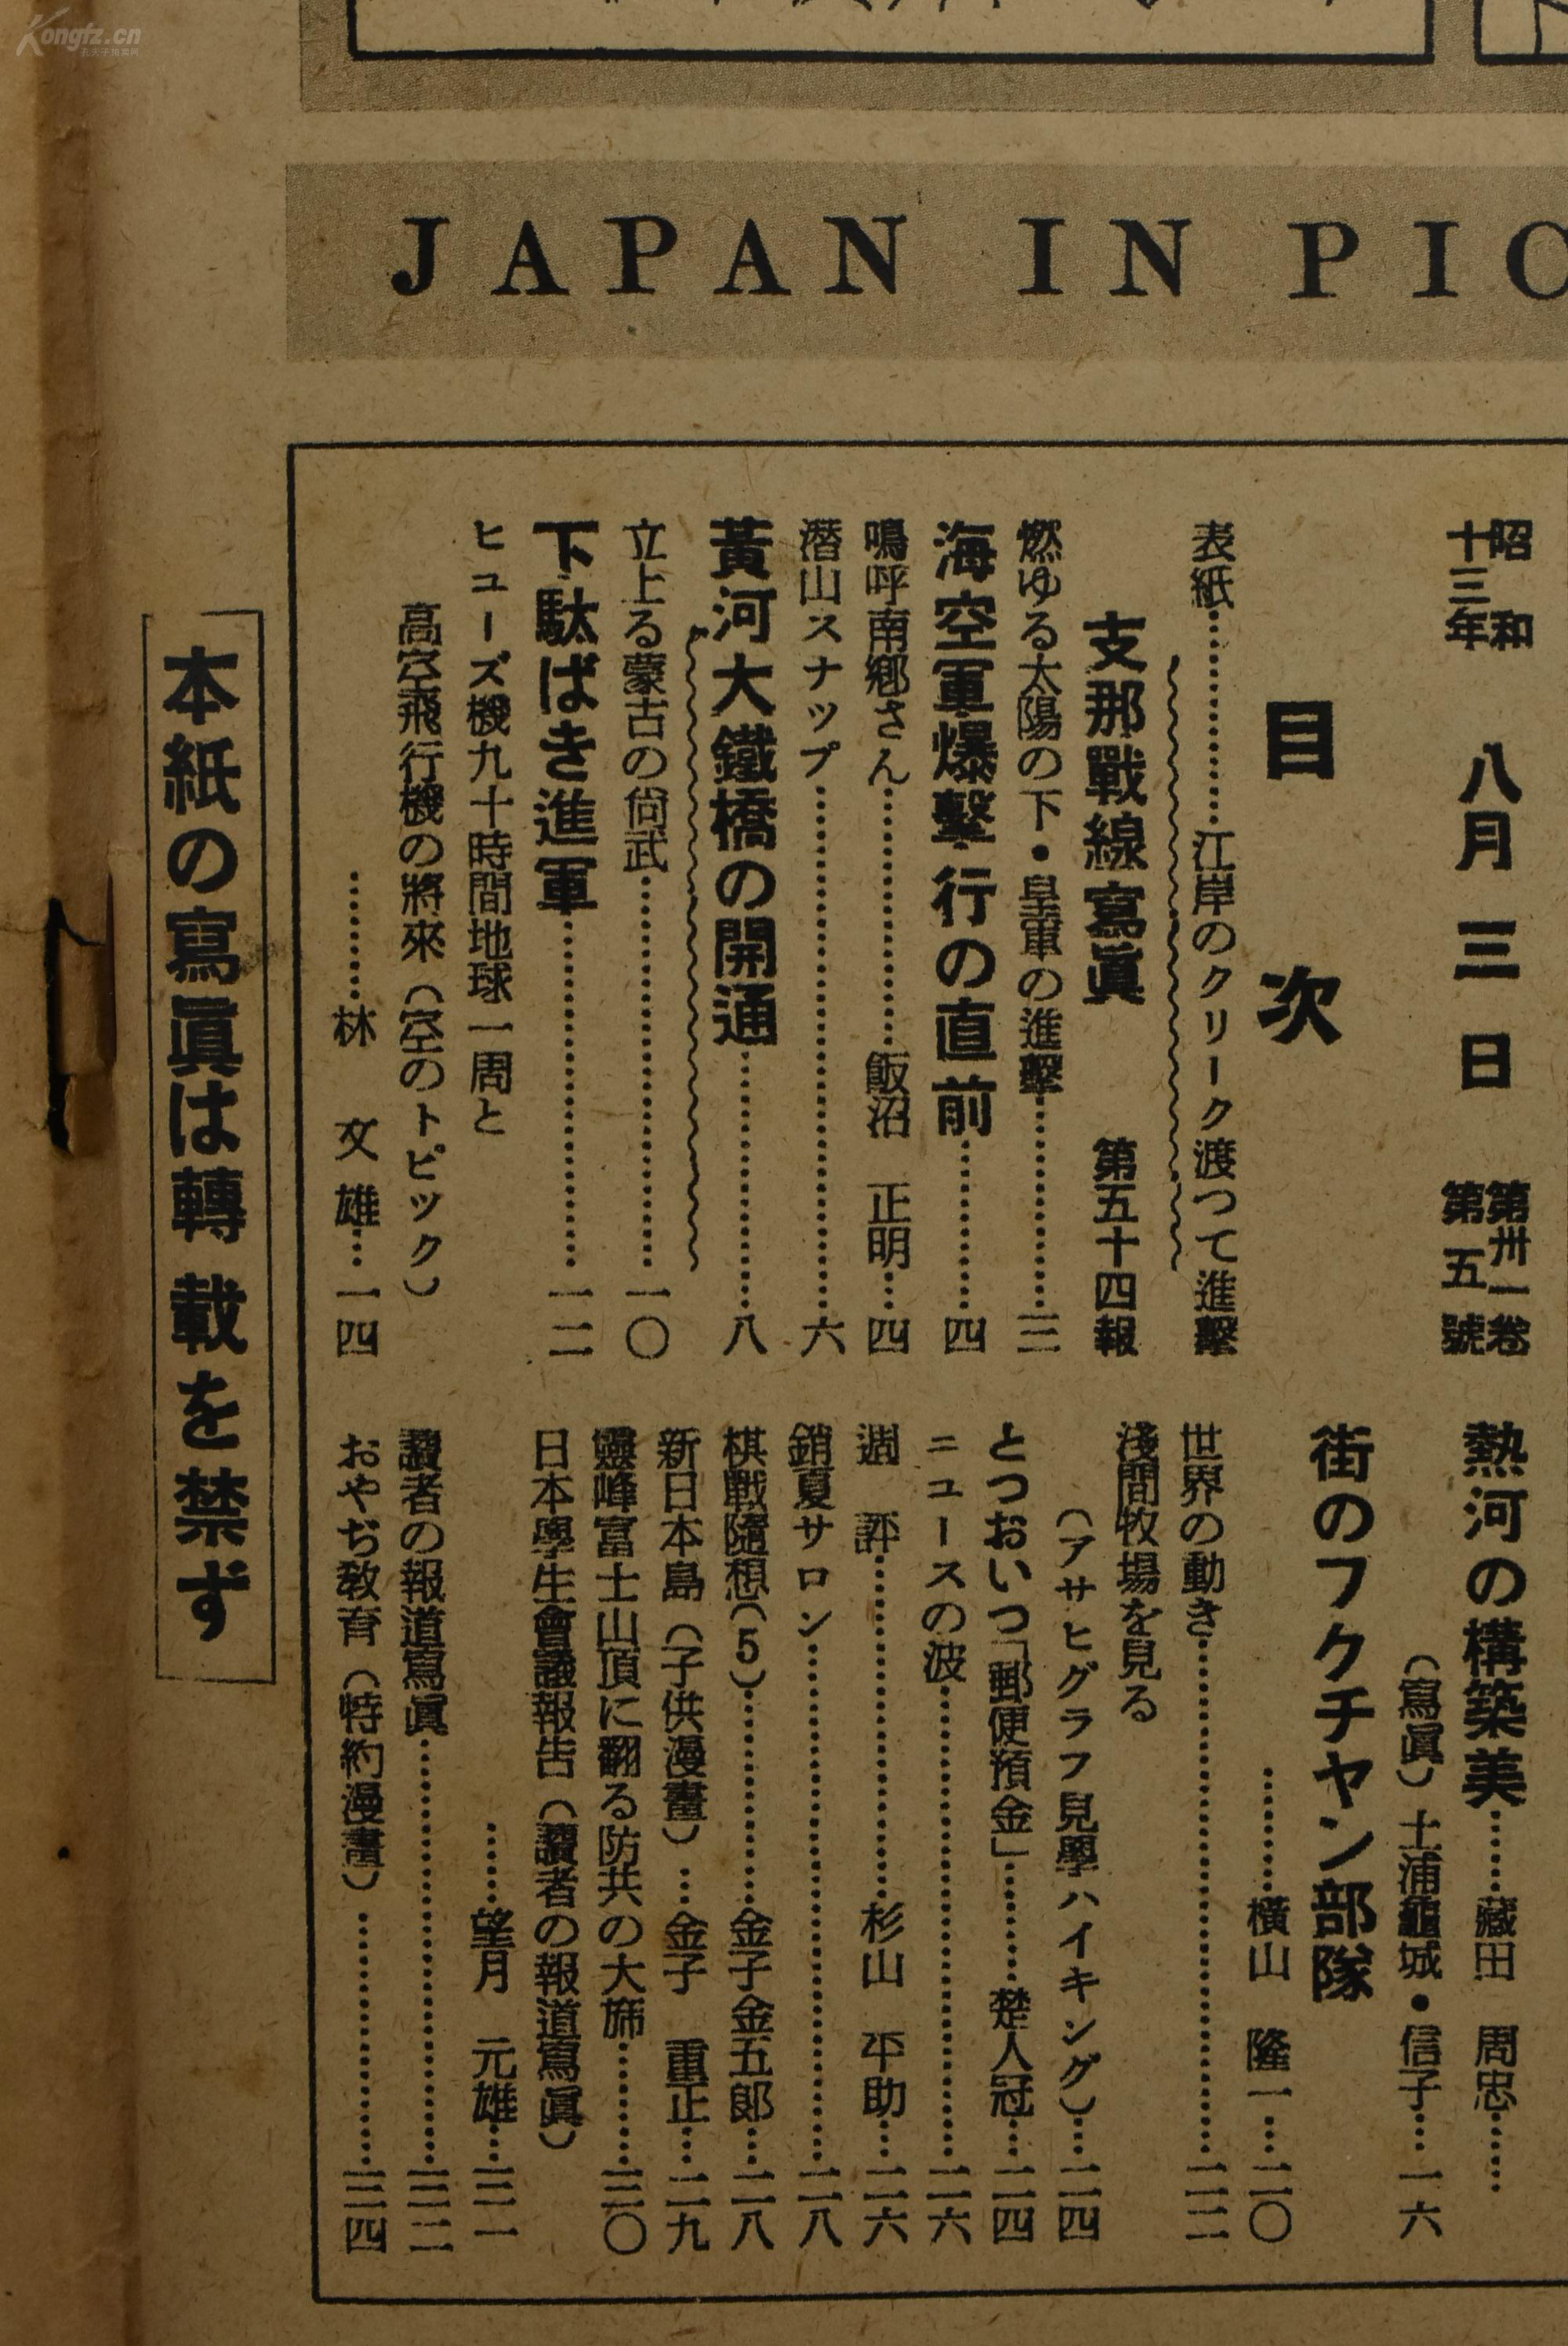 Kongfz.cn
孔夫子拍卖网
JAPAN IN PIC
昭和
十三年
八月三日
第卅一卷
第五號
目次
表紙…………江岸のクリーク渡つて進擊
支那戰線寫眞 第五十四報
燃ゆる太陽の下・皇軍の進擊…………三
海空軍爆擊行の直前…………四
鳴呼南鄕さん…………飯沼 正明…四
潛山スナップ…………六
黃河大鐵橋の開通…………八
立上る蒙古の尙武…………一〇
下駄ばき進軍…………一二
ヒューズ機九十時間地球一周と
高空飛行機の將來（空のトピック）
…………林 文雄…一四
熱河の構築美……藏田 周忠……
（寫眞）土浦龜城・信子…一六
街のフクチヤン部隊
…………橫山 隆一…二〇
世界の動き…………二二
淺間牧場を見る
（アサヒグラフ見學ハイキング）…二四
とつおいつ「郵便預金」…………楚人冠…二四
ニュースの波…………二六
週評…………杉山 平助…二六
銷夏サロン…………二八
棋戰隨想（5）…………金子金五郎…二八
新日本島（子供漫畫）…金子 重正…二九
靈峰富士山頂に翻る防共の大旆……三〇
日本學生會議報告（讀者の報道寫眞）
……望月 元雄…三一
讀者の報道寫眞…………三二
おやぢ敎育（特約漫畫）…………三四
本紙の寫眞は轉載を禁ず